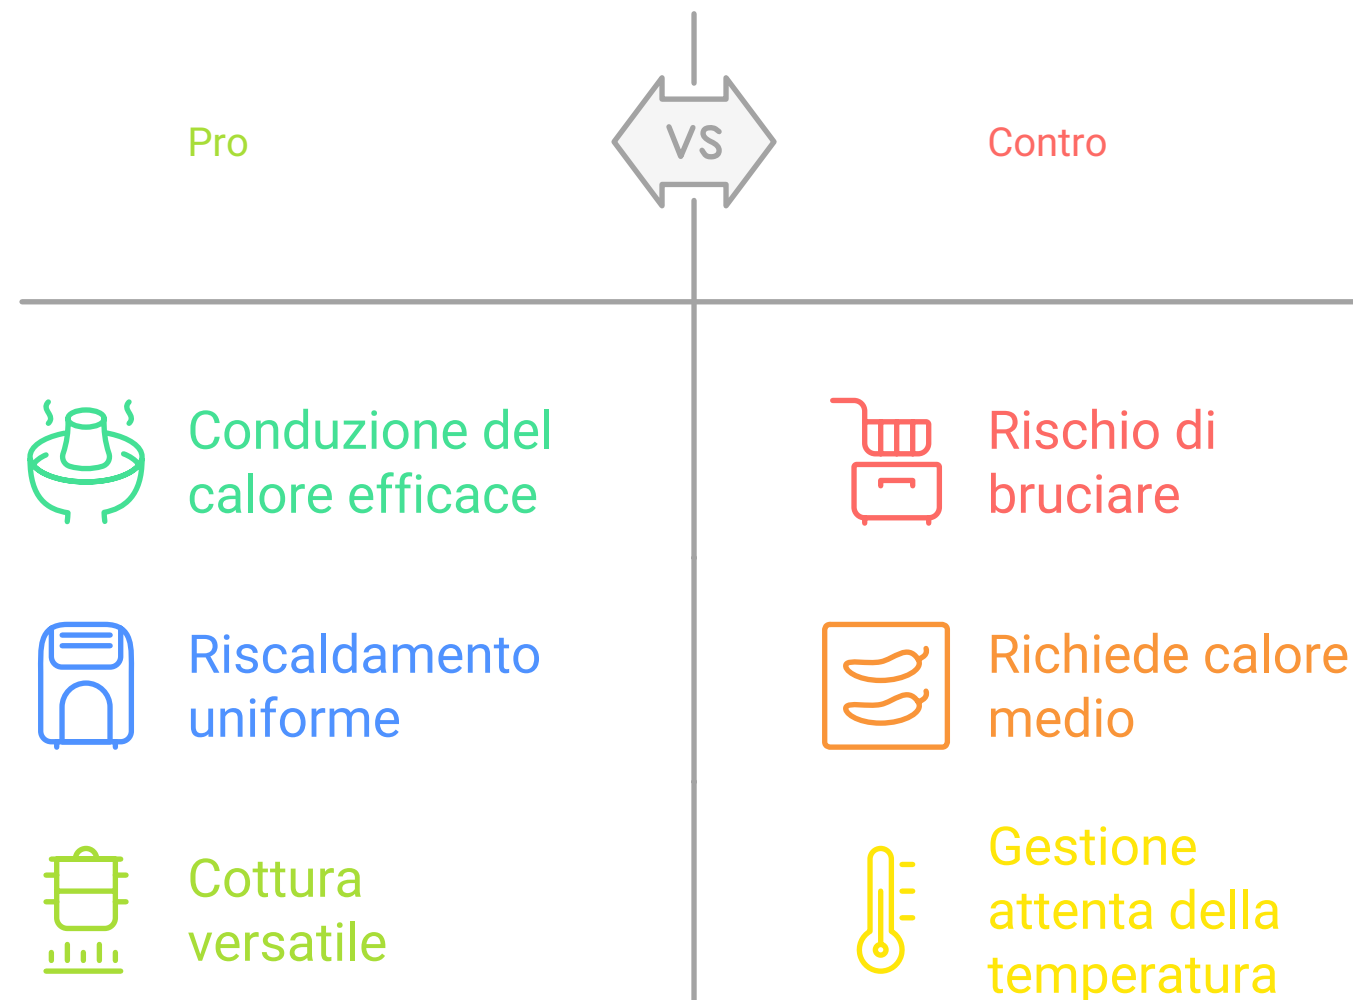 Pro
VS
Contro
Conduzione del
calore efficace
Rischio di
bruciare
Riscaldamento
uniforme
Richiede calore
medio
Cottura
versatile
Gestione
attenta della
temperatura